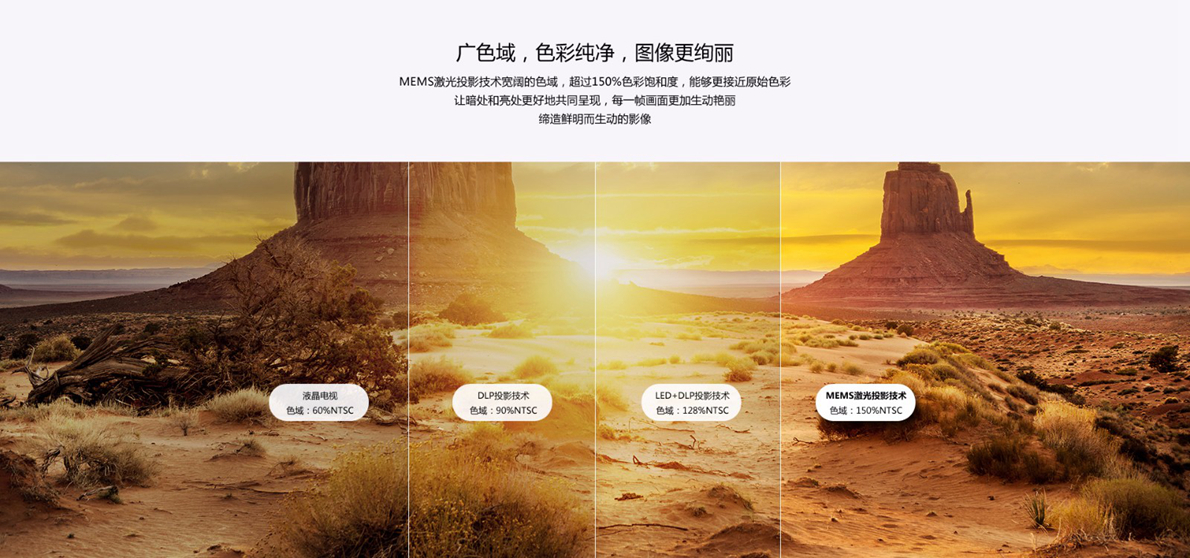 广色域，色彩纯净，图像更绚丽
MEMS激光投影技术宽阔的色域，超过150%色彩饱和度，能够更接近原始色彩
让暗处和亮处更好地共同呈现，每一帧画面更加生动艳丽
缔造鲜明而生动的影像
液晶电视
色域：60%NTSC
DLP投影技术
色域：90%NTSC
LED+DLP投影技术
色域：128%NTSC
MEMS激光投影技术
色域：150%NTSC